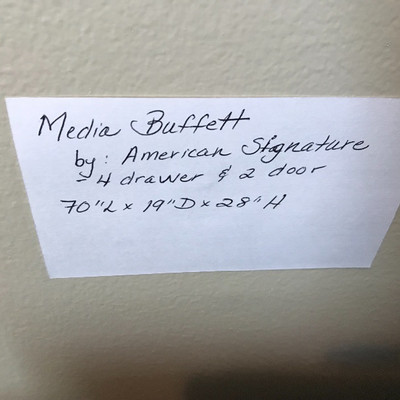 Media Buffett
by: American Signature
- 4 drawer & 2 door
70"L x 19"D x 28"H